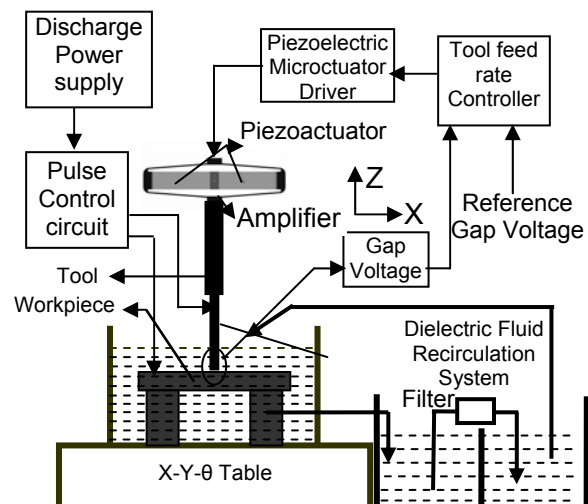 Discharge
Power
supply
Piezoelectric
Microctuator
Driver
Tool feed
rate
Controller
Piezoactuator
Pulse
Control
circuit
Amplifier
Z
X
Reference
Gap Voltage
Gap
Voltage
Tool
Workpiece
Dielectric Fluid
Recirculation
System
Filter
X-Y-θ Table